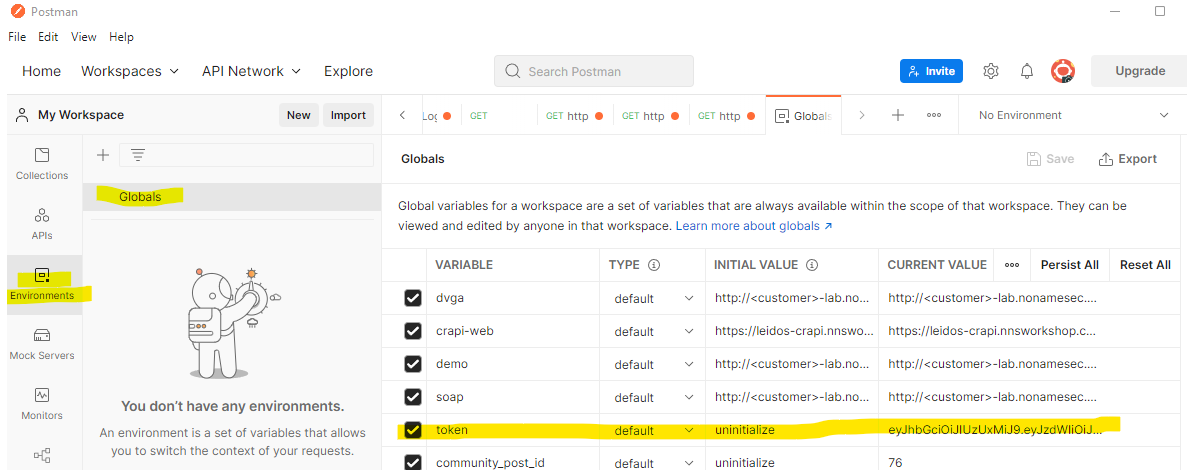 Postman
File Edit View Help
Home Workspaces API Network Explore
Search Postman
Invite
Upgrade
My Workspace
New Import
Log GET GET http GET http GET http Globals
No Environment
Collections
APIs
Environments
Mock Servers
Monitors
Globals
You don't have any environments.
An environment is a set of variables that allows
you to switch the context of your requests.
Globals
Save Export
Global variables for a workspace are a set of variables that are always available within the scope of that workspace. They can be
viewed and edited by anyone in that workspace. Learn more about globals ↗
VARIABLE TYPE INITIAL VALUE CURRENT VALUE Persist All Reset All
dvga default http://<customer>-lab.no... http://<customer>-lab.nonamesec....
crapi-web default https://leidos-crapi.nnswo... https://leidos-crapi.nnsworkshop.c...
demo default http://<customer>-lab.no... http://<customer>-lab.nonamesec....
soap default http://<customer>-lab.no... http://<customer>-lab.nonamesec....
token default uninitialize eyJhbGciOiJIUzUxMiJ9.eyJzdWIiOiJ...
community_post_id default uninitialize 76